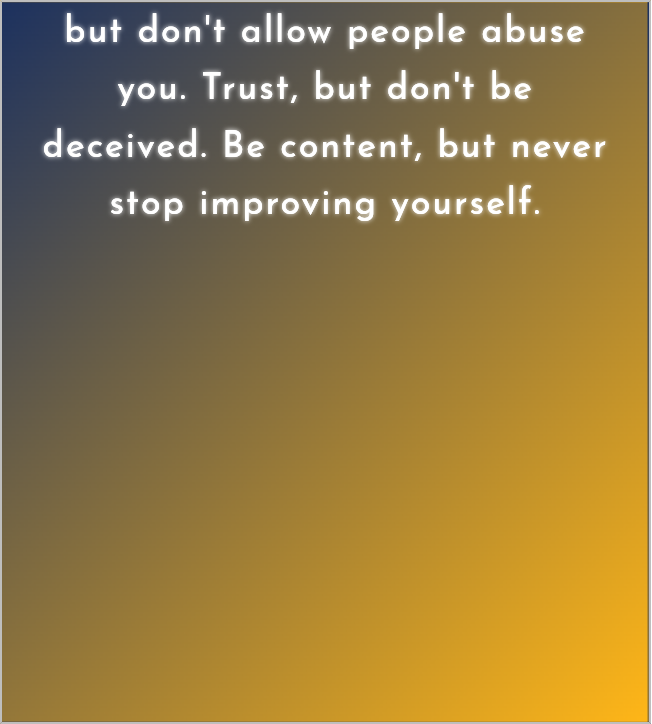 but don't allow people abuse
you. Trust, but don't be
deceived. Be content, but never
stop improving yourself.